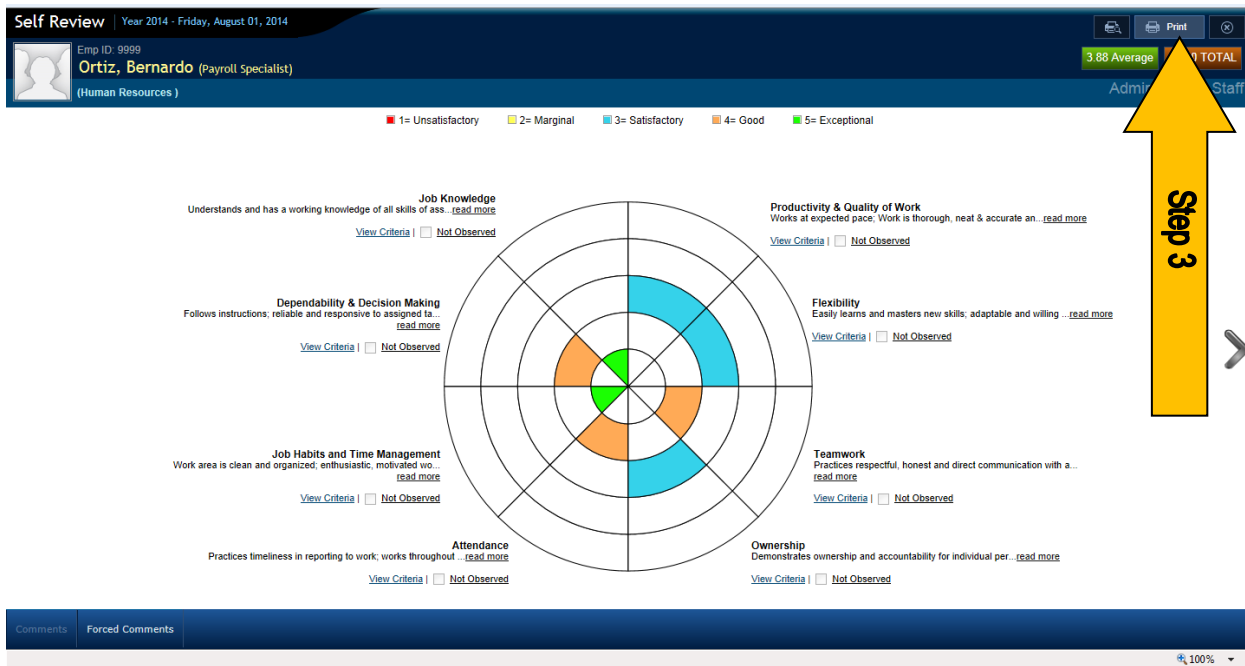 Self Review | Year 2014 - Friday, August 01, 2014
Print
Emp ID: 9999
Ortiz, Bernardo (Payroll Specialist)
3.88 Average
TOTAL
(Human Resources )
Staff
1= Unsatisfactory 2= Marginal 3= Satisfactory 4= Good 5= Exceptional
Step 3
Job Knowledge
Understands and has a working knowledge of all skills of ass...read more
View Criteria | Not Observed
Productivity & Quality of Work
Works at expected pace; Work is thorough, neat & accurate an...read more
View Criteria | Not Observed
Dependability & Decision Making
Follows instructions; reliable and responsive to assigned ta...
read more
View Criteria | Not Observed
Flexibility
Easily learns and masters new skills; adaptable and willing ...read more
View Criteria | Not Observed
Job Habits and Time Management
Work area is clean and organized; enthusiastic, motivated wo...
read more
View Criteria | Not Observed
Teamwork
Practices respectful, honest and direct communication with a...
read more
View Criteria | Not Observed
Attendance
Practices timeliness in reporting to work; works throughout ...read more
View Criteria | Not Observed
Ownership
Demonstrates ownership and accountability for individual per...read more
View Criteria | Not Observed
Comments Forced Comments
100%